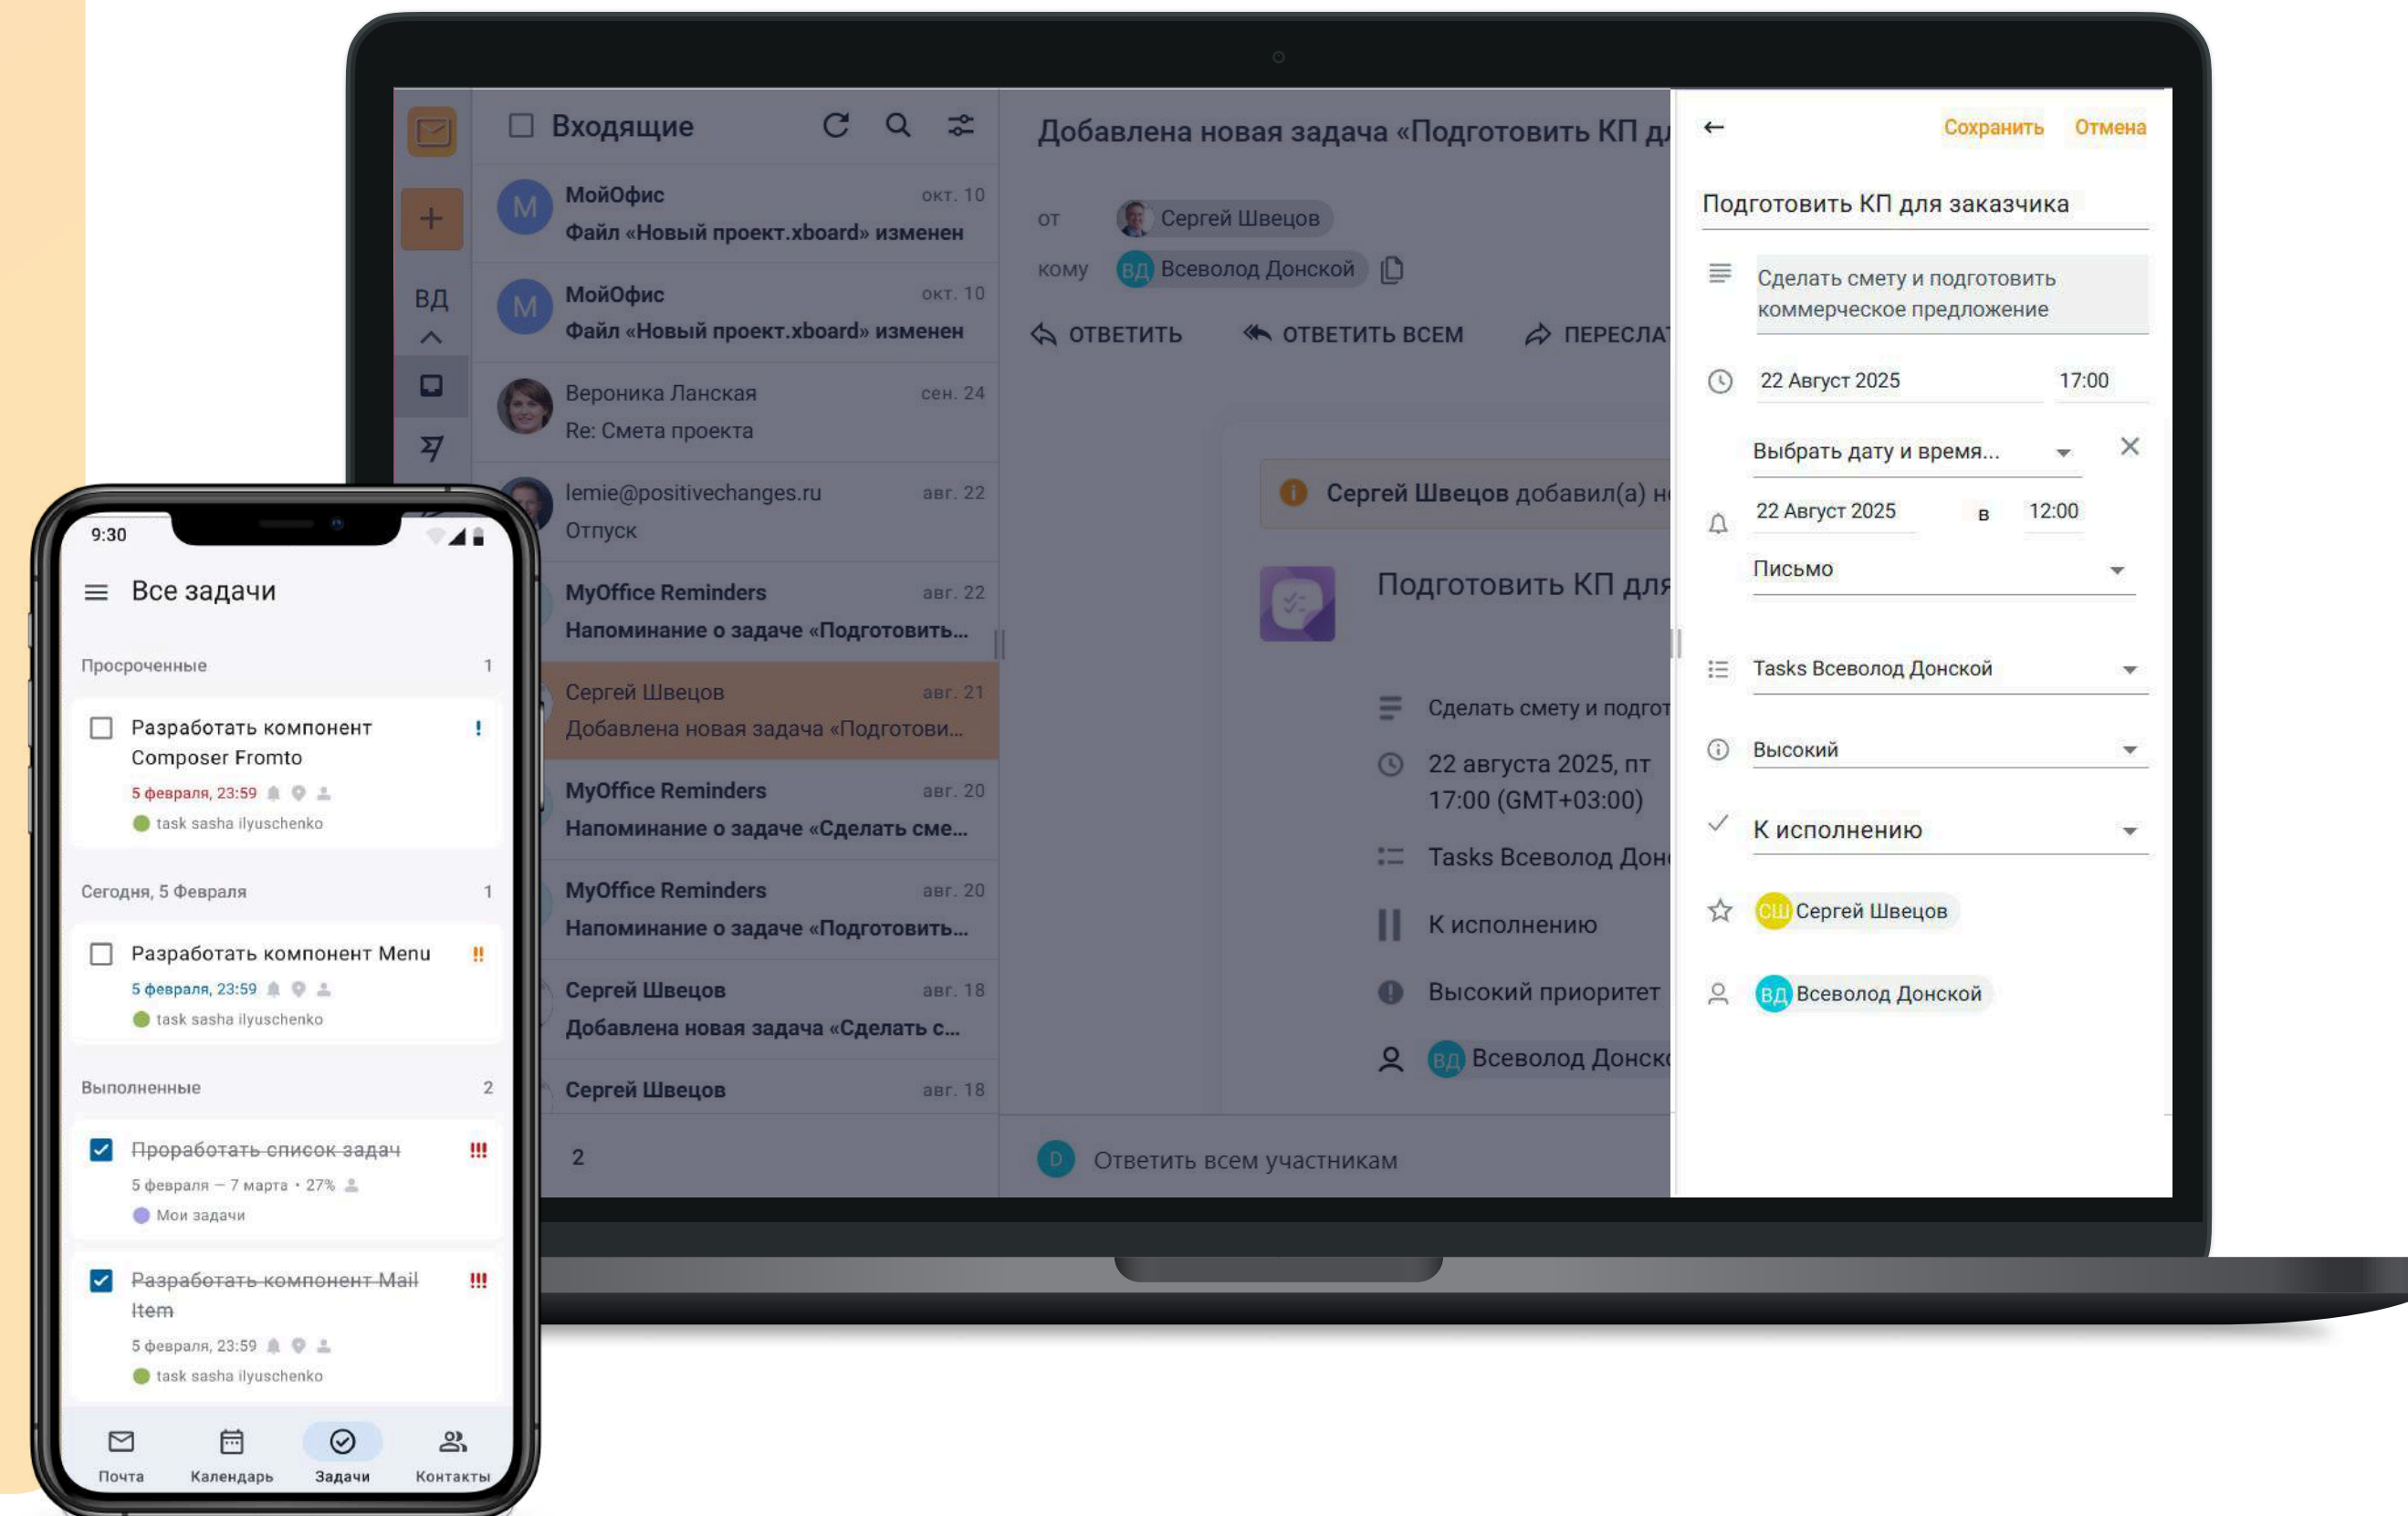 Входящие
МойОфис
окт. 10
Файл «Новый проект.xboard» изменен
МойОфис
окт. 10
Файл «Новый проект.xboard» изменен
Вероника Ланская
сен. 24
Re: Смета проекта
lemie@positivechanges.ru
авг. 22
Отпуск
MyOffice Reminders
авг. 22
Напоминание о задаче «Подготовить...
Сергей Швецов
авг. 21
Добавлена новая задача «Подготови...
MyOffice Reminders
авг. 20
Напоминание о задаче «Сделать сме...
MyOffice Reminders
авг. 20
Напоминание о задаче «Подготовить...
Сергей Швецов
авг. 18
Добавлена новая задача «Сделать с...
Сергей Швецов
авг. 18
2
ВД
М
М
Добавлена новая задача «Подготовить КП д
от
Сергей Швецов
кому
ВД Всеволод Донской
ОТВЕТИТЬ
ОТВЕТИТЬ ВСЕМ
ПЕРЕСЛАТ
Сергей Швецов добавил(а) н
Подготовить КП для
Сделать смету и подгот
22 августа 2025, пт
17:00 (GMT+03:00)
Tasks Всеволод Дон
К исполнению
Высокий приоритет
ВД Всеволод Донск
D Ответить всем участникам
Сохранить
Отмена
Подготовить КП для заказчика
Сделать смету и подготовить
коммерческое предложение
22 Август 2025
17:00
Выбрать дату и время...
22 Август 2025
в
12:00
Письмо
Tasks Всеволод Донской
Высокий
К исполнению
СШ Сергей Швецов
ВД Всеволод Донской
9:30
Все задачи
Просроченные
1
Разработать компонент
Composer Fromto
!
5 февраля, 23:59
task sasha ilyuschenko
Сегодня, 5 Февраля
1
Разработать компонент Menu
!!
5 февраля, 23:59
task sasha ilyuschenko
Выполненные
2
Проработать список задач
!!!
5 февраля — 7 марта • 27%
Мои задачи
Разработать компонент Mail
Item
!!!
5 февраля, 23:59
task sasha ilyuschenko
Почта
Календарь
Задачи
Контакты